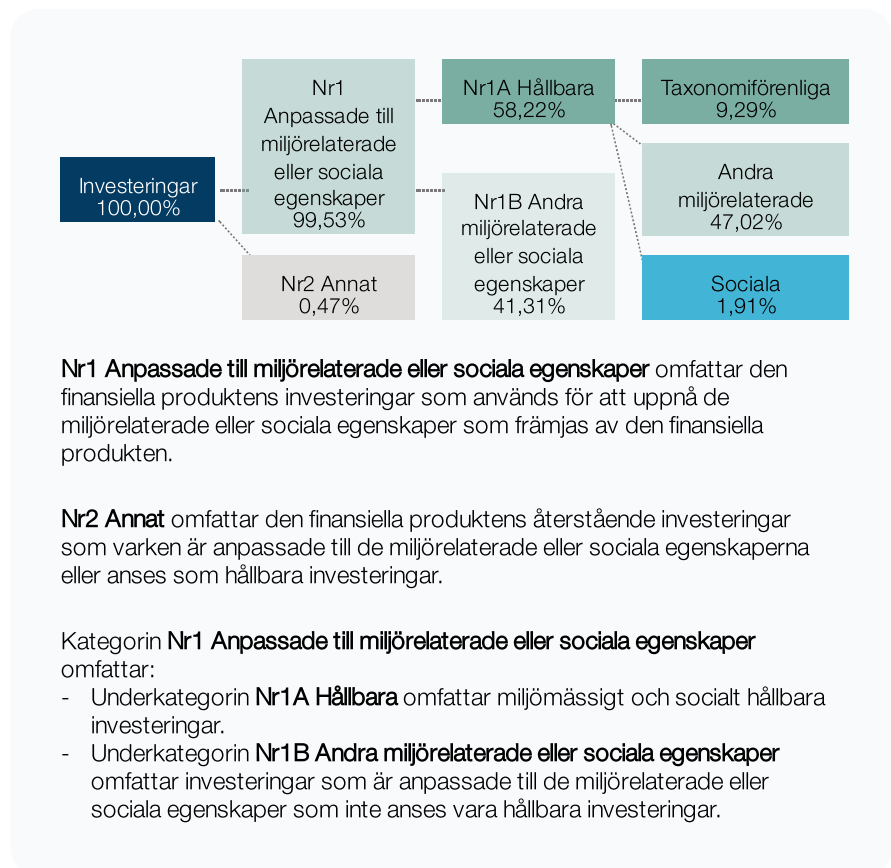 Investeringar
100,00%
Nr1
Anpassade till
miljörelaterade
eller sociala
egenskaper
99,53%
Nr2 Annat
0,47%
Nr1A Hållbara
58,22%
Nr1B Andra
miljörelaterade
eller sociala
egenskaper
41,31%
Taxonomiförenliga
9,29%
Andra
miljörelaterade
47,02%
Sociala
1,91%
Nr1 Anpassade till miljörelaterade eller sociala egenskaper omfattar den
finansiella produktens investeringar som används för att uppnå de
miljörelaterade eller sociala egenskaper som främjas av den finansiella
produkten.
Nr2 Annat omfattar den finansiella produktens återstående investeringar
som varken är anpassade till de miljörelaterade eller sociala egenskaperna
eller anses som hållbara investeringar.
Kategorin Nr1 Anpassade till miljörelaterade eller sociala egenskaper
omfattar:
- Underkategorin Nr1A Hållbara omfattar miljömässigt och socialt hållbara
investeringar.
- Underkategorin Nr1B Andra miljörelaterade eller sociala egenskaper
omfattar investeringar som är anpassade till de miljörelaterade eller
sociala egenskaper som inte anses vara hållbara investeringar.